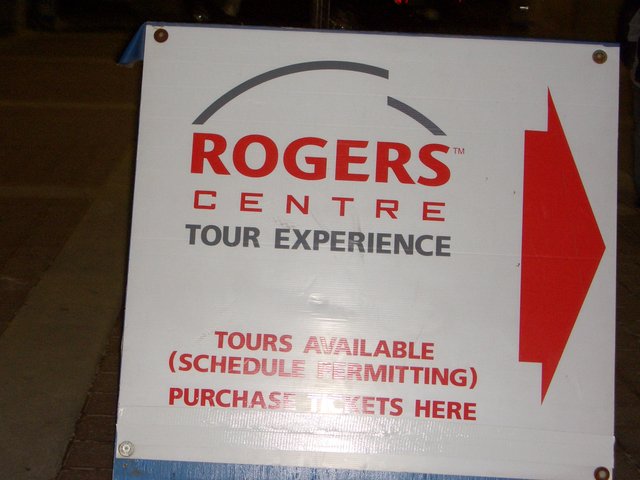 ROGERS™
CENTRE
TOUR EXPERIENCE
TOURS AVAILABLE
(SCHEDULE PERMITTING)
PURCHASE TICKETS HERE